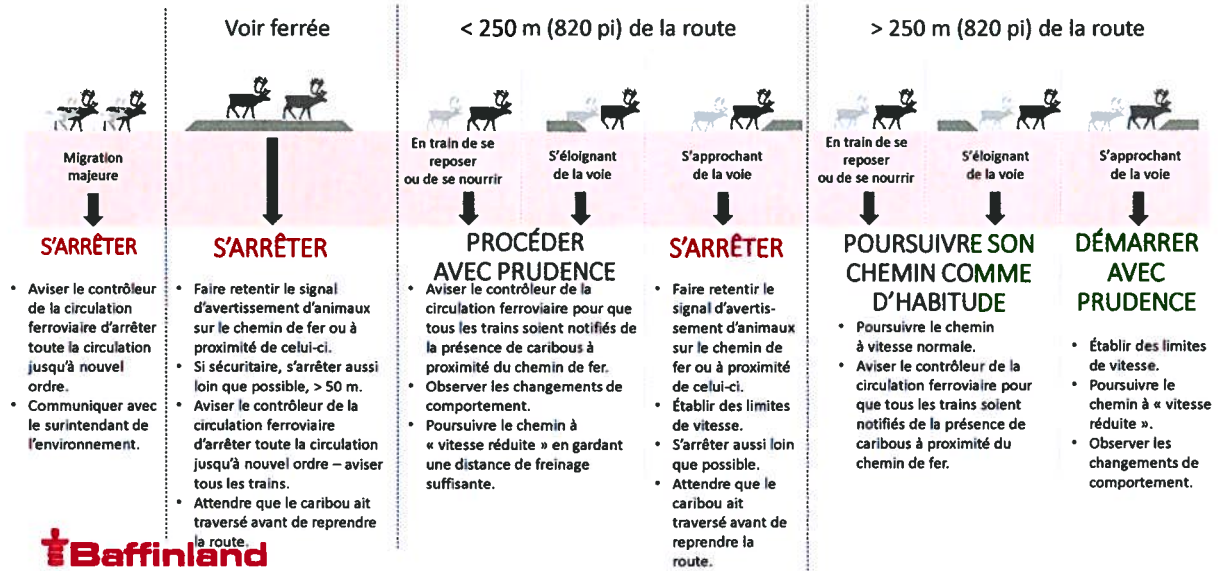 Voir ferrée
< 250 m (820 pi) de la route
> 250 m (820 pi) de la route
Migration
majeure
En train de se
reposer
ou de se nourrir
S'éloignant
de la voie
S'approchant
de la voie
En train de se
reposer
ou de se nourrir
S'éloignant
de la voie
S'approchant
de la voie
S'ARRÊTER
• Aviser le contrôleur
de la circulation
ferroviaire d'arrêter
toute la circulation
jusqu'à nouvel
ordre.
• Communiquer avec
le surintendant de
l'environnement.
S'ARRÊTER
• Faire retentir le signal
d'avertissement d'animaux
sur le chemin de fer ou à
proximité de celui-ci.
• Si sécuritaire, s'arrêter aussi
loin que possible, > 50 m.
• Aviser le contrôleur de la
circulation ferroviaire
d'arrêter toute la circulation
jusqu'à nouvel ordre – aviser
tous les trains.
• Attendre que le caribou ait
traversé avant de reprendre
la route.
PROCÉDER
AVEC PRUDENCE
• Aviser le contrôleur de la
circulation ferroviaire pour que
tous les trains soient notifiés de
la présence de caribous à
proximité du chemin de fer.
• Observer les changements de
comportement.
• Poursuivre le chemin à
« vitesse réduite » en gardant
une distance de freinage
suffisante.
S'ARRÊTER
• Faire retentir le
signal d'avertis-
sement d'animaux
sur le chemin de
fer ou à proximité
de celui-ci.
• Établir des limites
de vitesse.
• S'arrêter aussi loin
que possible.
• Attendre que le
caribou ait
traversé avant de
reprendre la
route.
POURSUIVRE SON
CHEMIN COMME
D'HABITUDE
• Poursuivre le chemin
à vitesse normale.
• Aviser le contrôleur de la
circulation ferroviaire pour
que tous les trains soient
notifiés de la présence de
caribous à proximité du
chemin de fer.
DÉMARRER
AVEC
PRUDENCE
• Établir des limites
de vitesse.
• Poursuivre le
chemin à « vitesse
réduite ».
• Observer les
changements de
comportement.
Baffinland